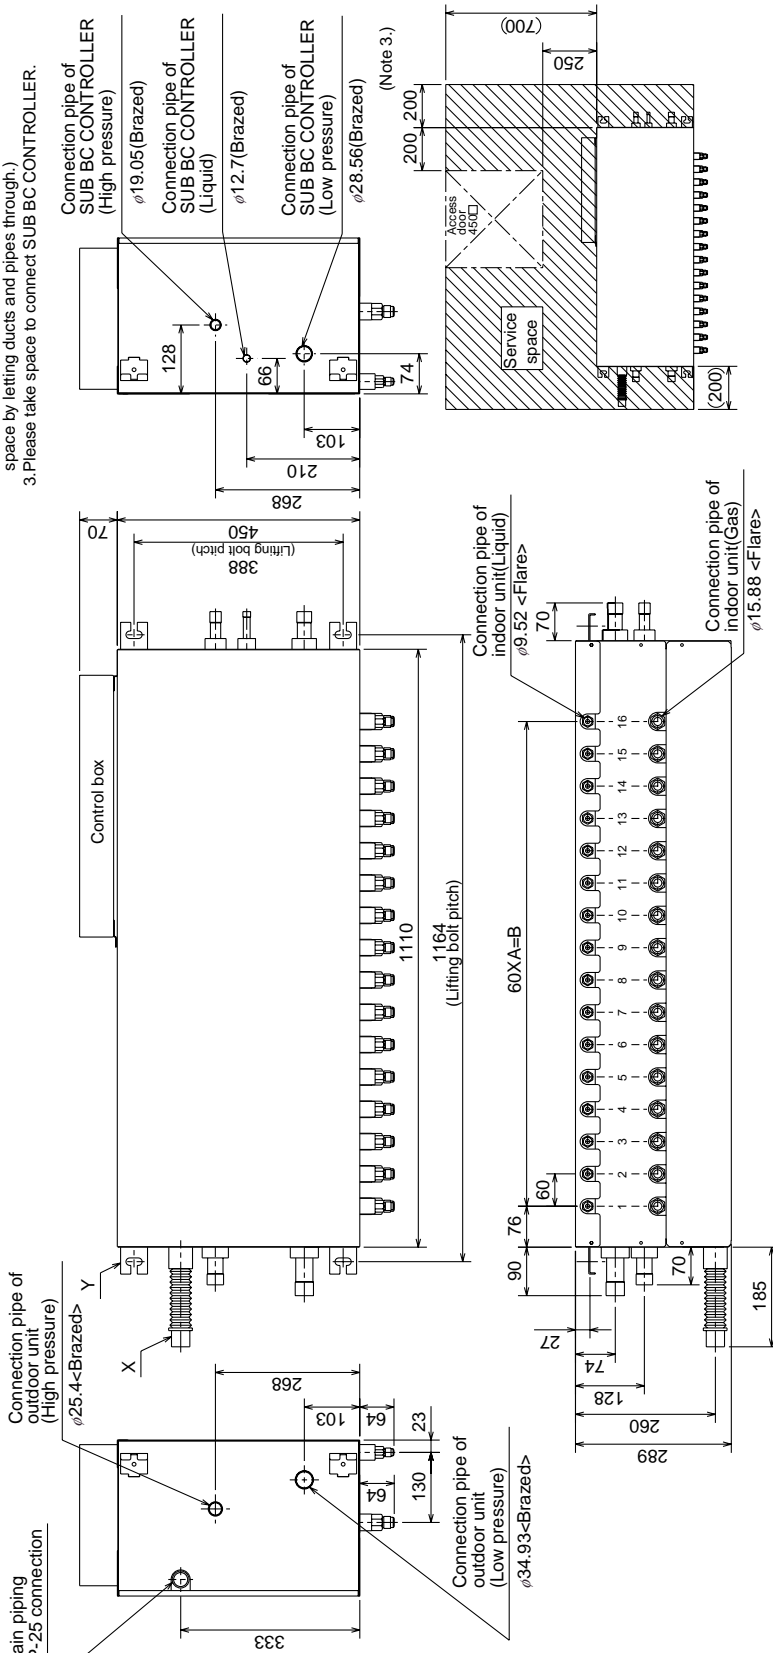 space by letting ducts and pipes through.)
3.Please take space to connect SUB BC CONTROLLER.
Connection pipe of
SUB BC CONTROLLER
(High pressure)
ø19.05(Brazed)
Connection pipe of
SUB BC CONTROLLER
(Liquid)
ø12.7(Brazed)
Connection pipe of
SUB BC CONTROLLER
(Low pressure)
ø28.56(Brazed)
128
66
74
103
210
268
(Note 3.)
(700)
250
200
200
Access
door
450□
Service
space
(200)
70
450
388
(Lifting bolt pitch)
Control box
1110
1164
(Lifting bolt pitch)
Y
X
Connection pipe of
indoor unit(Liquid)
ø9.52 <Flare>
70
Connection pipe of
indoor unit(Gas)
ø15.88 <Flare>
60XA=B
1 2 3 4 5 6 7 8 9 10 11 12 13 14 15 16
60
76
90
70
185
27
74
128
260
289
Connection pipe of
outdoor unit
(High pressure)
ø25.4<Brazed>
268
103
64
23
64
130
Connection pipe of
outdoor unit
(Low pressure)
ø34.93<Brazed>
ain piping
P-25 connection
333